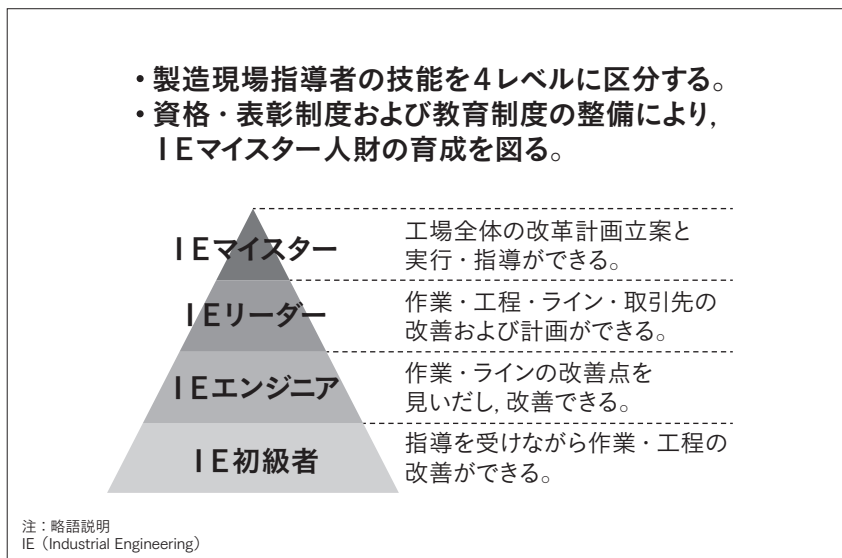 ・製造現場指導者の技能を4レベルに区分する。
・資格・表彰制度および教育制度の整備により,
IEマイスター人財の育成を図る。
IEマイスター
工場全体の改革計画立案と
実行・指導ができる。
IEリーダー
作業・工程・ライン・取引先の
改善および計画ができる。
IEエンジニア
作業・ラインの改善点を
見いだし, 改善できる。
IE初級者
指導を受けながら作業・工程の
改善ができる。
注：略語説明
IE（Industrial Engineering）